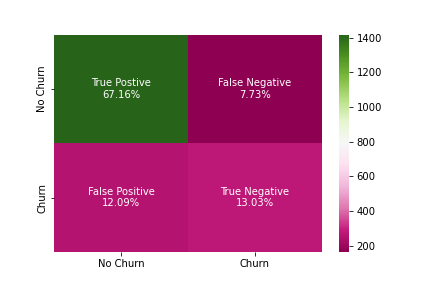 No Churn
True Postive
67.16%
False Negative
7.73%
Churn
False Positive
12.09%
True Negative
13.03%
No Churn
Churn
1400
1200
1000
800
600
400
200